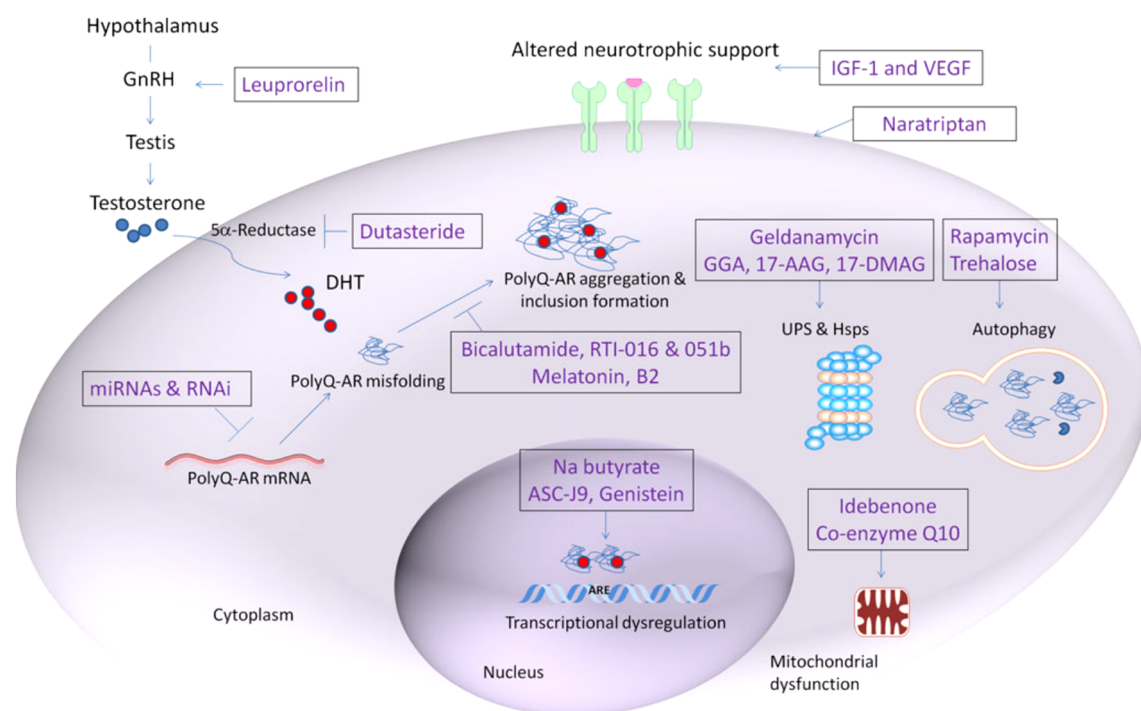 Hypothalamus
GnRH
Leuprorelin
Testis
Testosterone
5α-Reductase
Dutasteride
DHT
Altered neurotrophic support
IGF-1 and VEGF
Naratriptan
PolyQ-AR aggregation &
inclusion formation
Geldanamycin
GGA, 17-AAG, 17-DMAG
Rapamycin
Trehalose
UPS & Hsps
Autophagy
Bicalutamide, RTI-016 & 051b
Melatonin, B2
PolyQ-AR misfolding
miRNAs & RNAi
PolyQ-AR mRNA
Na butyrate
ASC-J9, Genistein
ARE
Transcriptional dysregulation
Idebenone
Co-enzyme Q10
Cytoplasm
Nucleus
Mitochondrial
dysfunction